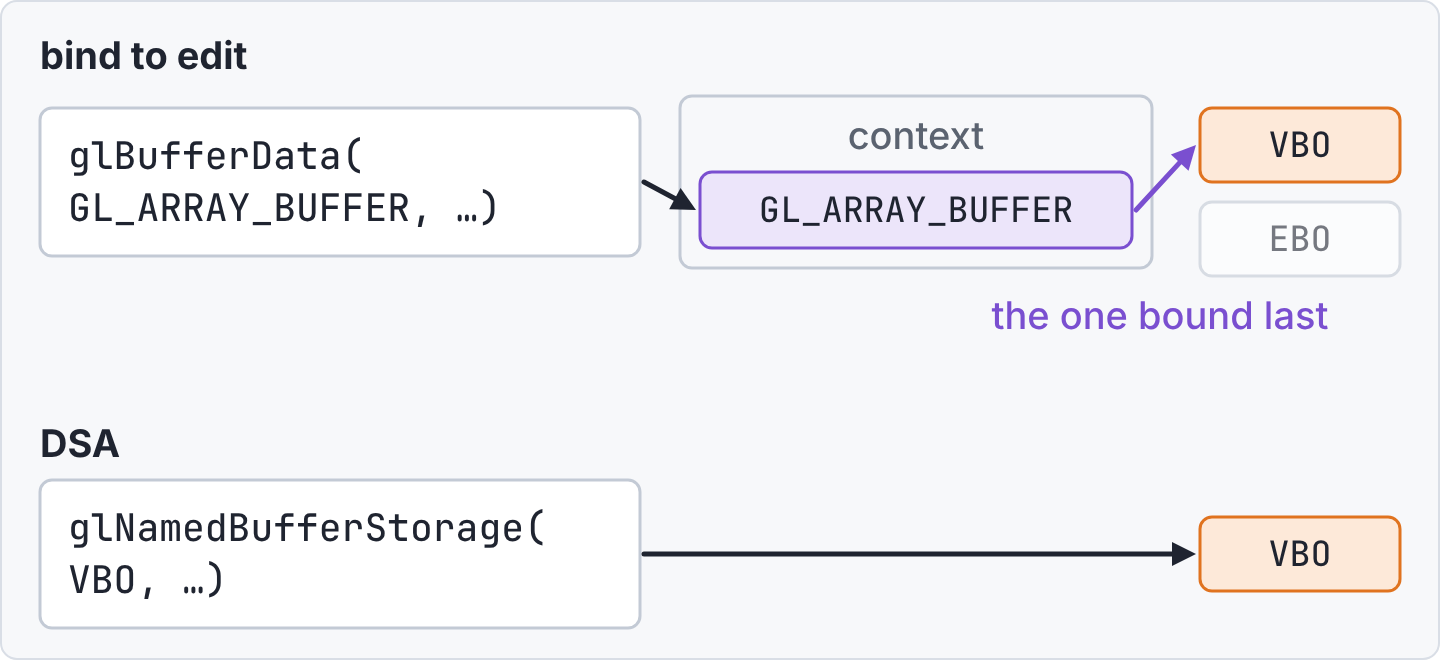 bind to edit
glBufferData(
GL_ARRAY_BUFFER, …)
context
GL_ARRAY_BUFFER
VBO
EBO
the one bound last
DSA
glNamedBufferStorage(
VBO, …)
VBO